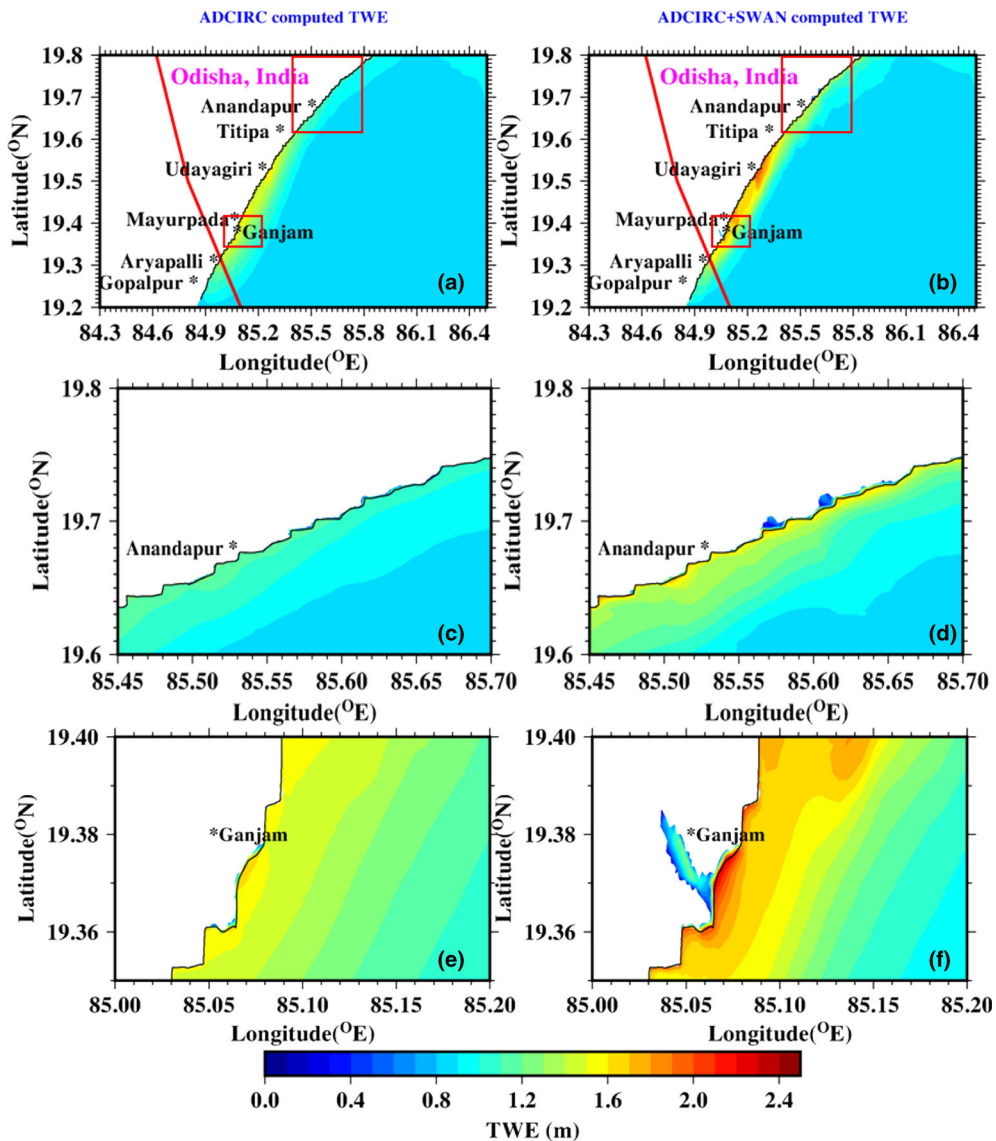 ADCIRC computed TWE
ADCIRC+SWAN computed TWE
19.8
19.7
19.6
19.5
19.4
19.3
19.2
Latitude(ᴼN)
Odisha, India
Anandapur *
Titipa *
Udayagiri *
Mayurpada*
*Ganjam
Aryapalli *
Gopalpur *
(a)
84.3 84.6 84.9 85.2 85.5 85.8 86.1 86.4
Longitude(ᴼE)
19.8
19.7
19.6
19.5
19.4
19.3
19.2
Latitude(ᴼN)
Odisha, India
Anandapur *
Titipa *
Udayagiri *
Mayurpada*
*Ganjam
Aryapalli *
Gopalpur *
(b)
84.3 84.6 84.9 85.2 85.5 85.8 86.1 86.4
Longitude(ᴼE)
19.8
19.7
19.6
Latitude(ᴼN)
Anandapur *
(c)
85.45 85.50 85.55 85.60 85.65 85.70
Longitude(ᴼE)
19.8
19.7
19.6
Latitude(ᴼN)
Anandapur *
(d)
85.45 85.50 85.55 85.60 85.65 85.70
Longitude(ᴼE)
19.40
19.38
19.36
Latitude(ᴼN)
*Ganjam
(e)
85.00 85.05 85.10 85.15 85.20
Longitude(ᴼE)
19.40
19.38
19.36
Latitude(ᴼN)
*Ganjam
(f)
85.00 85.05 85.10 85.15 85.20
Longitude(ᴼE)
0.0 0.4 0.8 1.2 1.6 2.0 2.4
TWE (m)